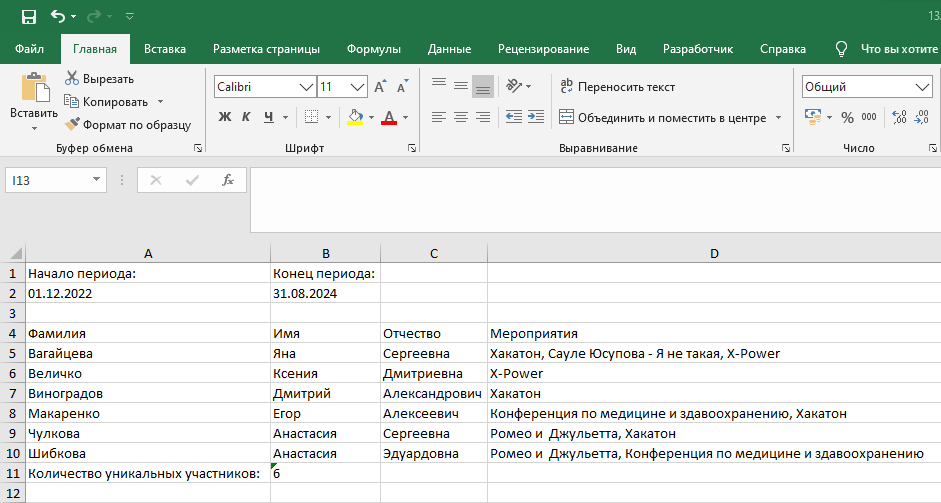 13
Файл Главная Вставка Разметка страницы Формулы Данные Рецензирование Вид Разработчик Справка Что вы хотите
Вставить Вырезать Копировать Формат по образцу Calibri 11 Ж К Ч Переносить текст Объединить и поместить в центре Общий % 000
Буфер обмена Шрифт Выравнивание Число
I13 fx
A B C D
1 Начало периода: Конец периода:
2 01.12.2022 31.08.2024
3
4 Фамилия Имя Отчество Мероприятия
5 Вагайцева Яна Сергеевна Хакатон, Сауле Юсупова - Я не такая, X-Power
6 Величко Ксения Дмитриевна X-Power
7 Виноградов Дмитрий Александрович Хакатон
8 Макаренко Егор Алексеевич Конференция по медицине и здавоохранению, Хакатон
9 Чулкова Анастасия Сергеевна Ромео и Джульетта, Хакатон
10 Шибкова Анастасия Эдуардовна Ромео и Джульетта, Конференция по медицине и здавоохранению
11 Количество уникальных участников: 6
12